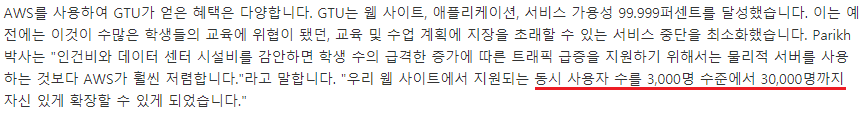 AWS를 사용하여 GTU가 얻은 혜택은 다양합니다. GTU는 웹 사이트, 애플리케이션, 서비스 가용성 99.999퍼센트를 달성했습니다. 이는 예
전에는 이것이 수많은 학생들의 교육에 위협이 됐던, 교육 및 수업 계획에 지장을 초래할 수 있는 서비스 중단을 최소화했습니다. Parikh
박사는 "인건비와 데이터 센터 시설비를 감안하면 학생 수의 급격한 증가에 따른 트래픽 급증을 지원하기 위해서는 물리적 서버를 사용
하는 것보다 AWS가 훨씬 저렴합니다."라고 말합니다. "우리 웹 사이트에서 지원되는 동시 사용자 수를 3,000명 수준에서 30,000명까지
자신 있게 확장할 수 있게 되었습니다."